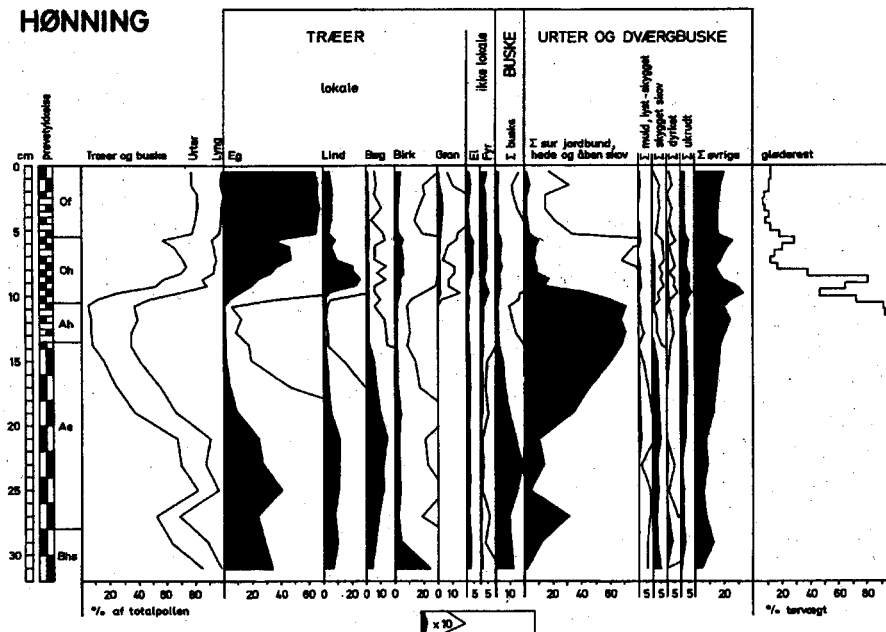 HØNNING
TRÆER
lokale
ikke lokale
BUSKE
URTER OG DVÆRGBUSKE
cm
prøvetykkelse
Træer og buske
Urter
Lyng
Eg
Lind
Bøg
Birk
Gran
El
Fyr
Σ buske
Σ sur jordbund,
hede og åben skov
Σ muld, lyst-skygget
skygget skov
Σ dyrket
Σ ukrudt
Σ øvrige
gløderest
0
5
10
15
20
25
30
Of
Oh
Ah
Ae
Bhs
20 40 60 80
20 40 60
0 20
0 10
0 20
0 10
5
5
10
20 40 60
5
5
5
5
20
0 20 40 60 80
% af totalpollen
% tørvægt
x 10